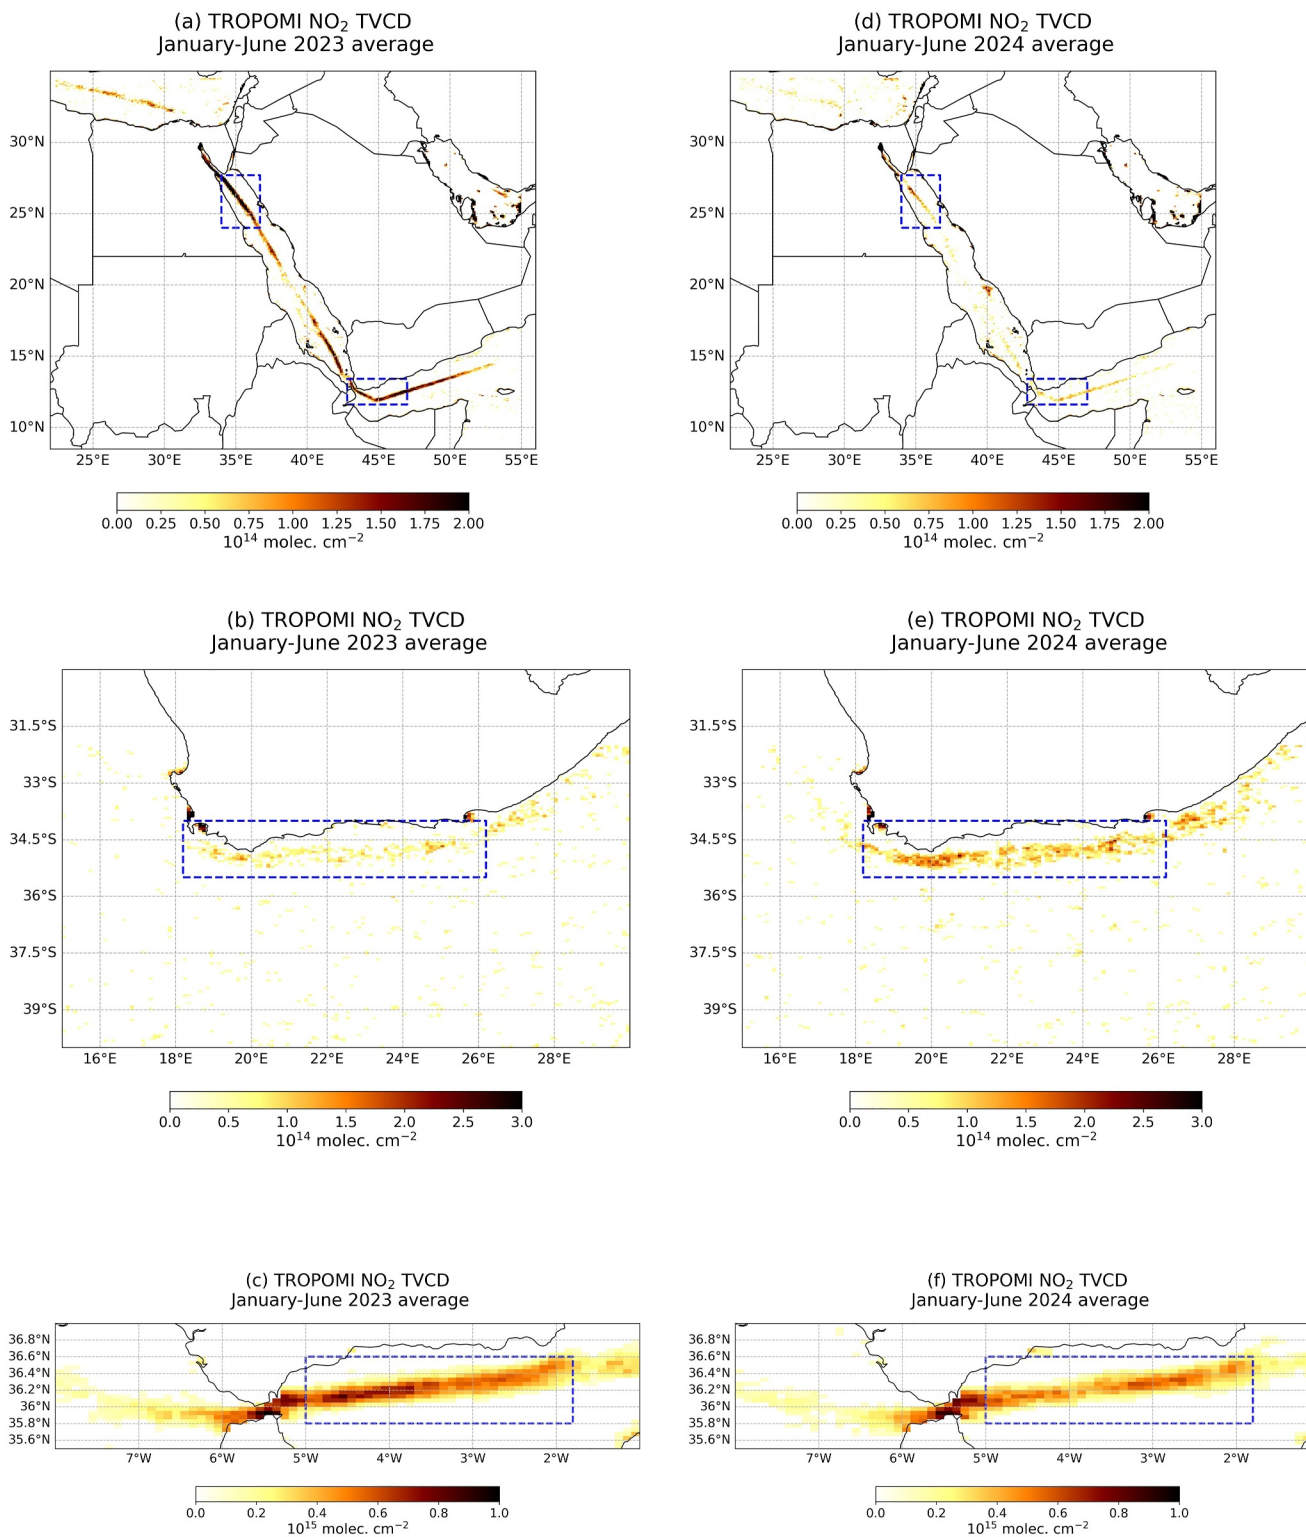 (a) TROPOMI NO₂ TVCD
January-June 2023 average
30°N
25°N
20°N
15°N
10°N
25°E 30°E 35°E 40°E 45°E 50°E 55°E
0.00 0.25 0.50 0.75 1.00 1.25 1.50 1.75 2.00
10¹⁴ molec. cm⁻²
(d) TROPOMI NO₂ TVCD
January-June 2024 average
30°N
25°N
20°N
15°N
10°N
25°E 30°E 35°E 40°E 45°E 50°E 55°E
0.00 0.25 0.50 0.75 1.00 1.25 1.50 1.75 2.00
10¹⁴ molec. cm⁻²
(b) TROPOMI NO₂ TVCD
January-June 2023 average
31.5°S
33°S
34.5°S
36°S
37.5°S
39°S
16°E 18°E 20°E 22°E 24°E 26°E 28°E
0.0 0.5 1.0 1.5 2.0 2.5 3.0
10¹⁴ molec. cm⁻²
(e) TROPOMI NO₂ TVCD
January-June 2024 average
31.5°S
33°S
34.5°S
36°S
37.5°S
39°S
16°E 18°E 20°E 22°E 24°E 26°E 28°E
0.0 0.5 1.0 1.5 2.0 2.5 3.0
10¹⁴ molec. cm⁻²
(c) TROPOMI NO₂ TVCD
January-June 2023 average
36.8°N
36.6°N
36.4°N
36.2°N
36°N
35.8°N
35.6°N
7°W 6°W 5°W 4°W 3°W 2°W
0.0 0.2 0.4 0.6 0.8 1.0
10¹⁵ molec. cm⁻²
(f) TROPOMI NO₂ TVCD
January-June 2024 average
36.8°N
36.6°N
36.4°N
36.2°N
36°N
35.8°N
35.6°N
7°W 6°W 5°W 4°W 3°W 2°W
0.0 0.2 0.4 0.6 0.8 1.0
10¹⁵ molec. cm⁻²